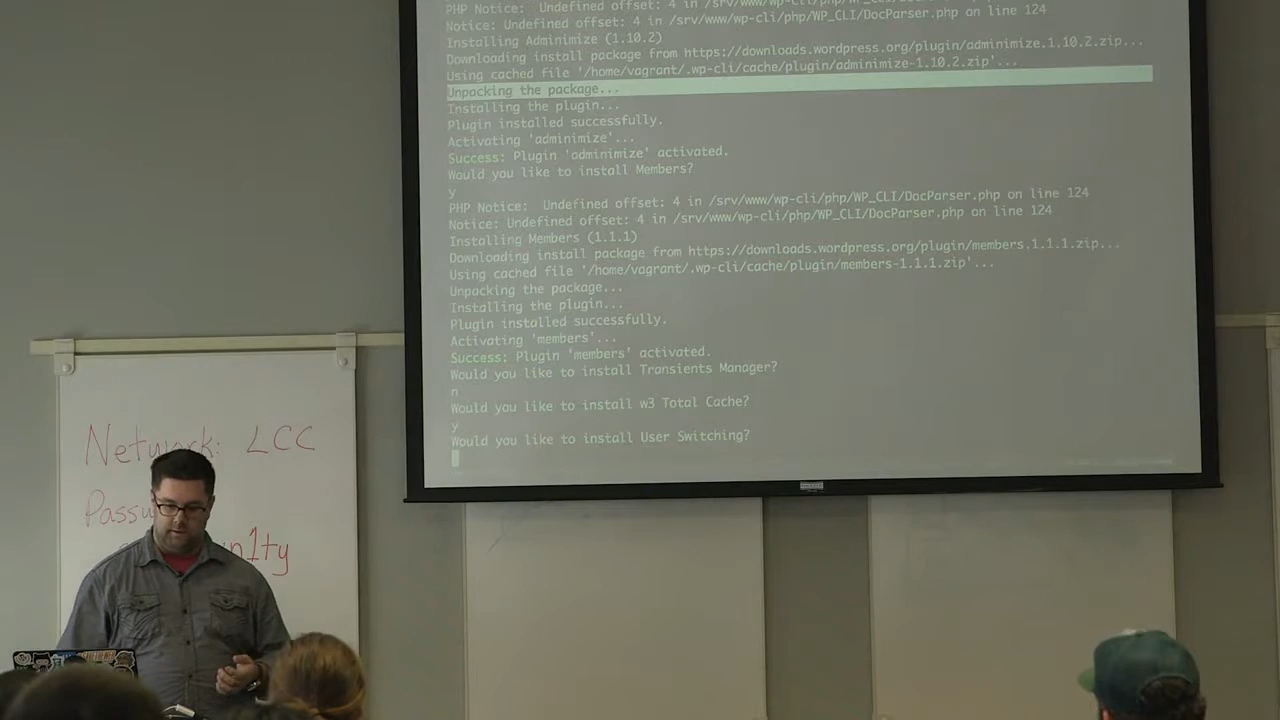 PHP Notice:  Undefined offset: 4 in /srv/www/wp-cli/php/WP_CLI/DocParser.php on line 124
Notice: Undefined offset: 4 in /srv/www/wp-cli/php/WP_CLI/DocParser.php on line 124
Installing Adminimize (1.10.2)
Downloading install package from https://downloads.wordpress.org/plugin/adminimize.1.10.2.zip...
Using cached file '/home/vagrant/.wp-cli/cache/plugin/adminimize-1.10.2.zip'...
Unpacking the package...
Installing the plugin...
Plugin installed successfully.
Activating 'adminimize'...
Success: Plugin 'adminimize' activated.
Would you like to install Members?
y
PHP Notice:  Undefined offset: 4 in /srv/www/wp-cli/php/WP_CLI/DocParser.php on line 124
Notice: Undefined offset: 4 in /srv/www/wp-cli/php/WP_CLI/DocParser.php on line 124
Installing Members (1.1.1)
Downloading install package from https://downloads.wordpress.org/plugin/members.1.1.1.zip...
Using cached file '/home/vagrant/.wp-cli/cache/plugin/members-1.1.1.zip'...
Unpacking the package...
Installing the plugin...
Plugin installed successfully.
Activating 'members'...
Success: Plugin 'members' activated.
Would you like to install Transients Manager?
n
Would you like to install w3 Total Cache?
y
Would you like to install User Switching?
Network: LCC
Passw
n1ty